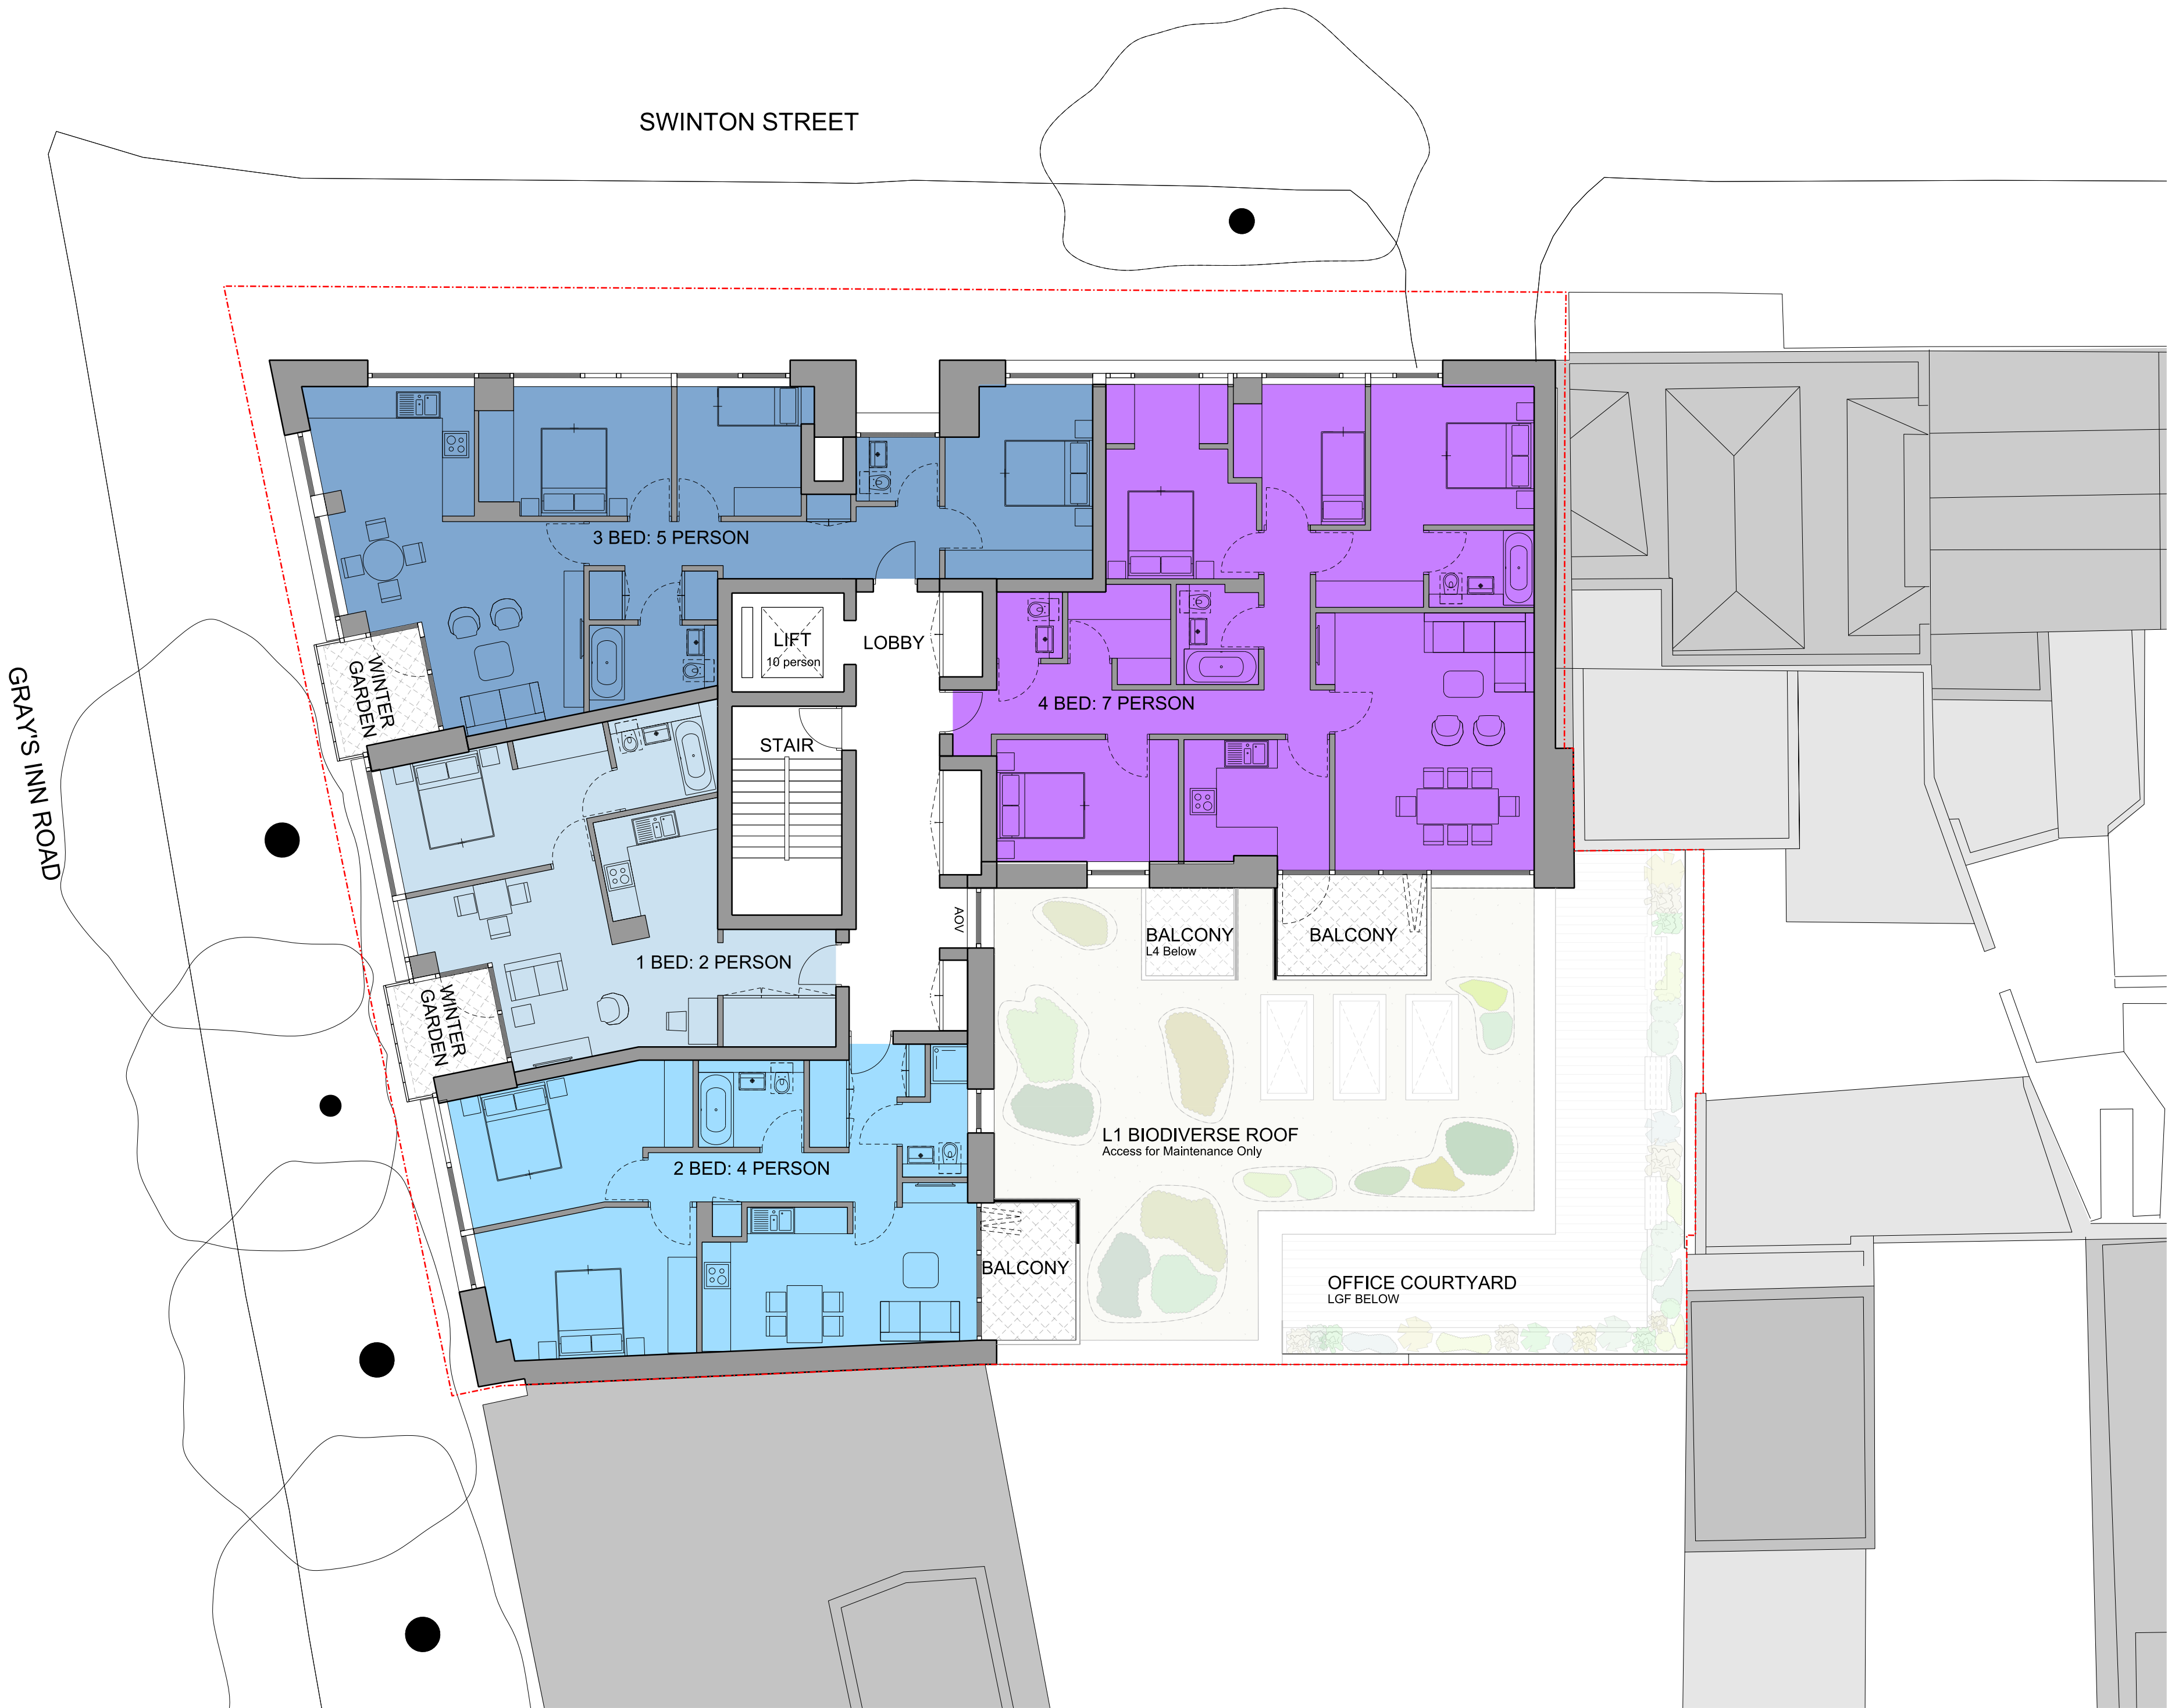 SWINTON STREET
3 BED: 5 PERSON
LIFT
10 person
LOBBY
WINTER
GARDEN
GRAY'S INN ROAD
4 BED: 7 PERSON
STAIR
AOV
BALCONY
L4 Below
BALCONY
1 BED: 2 PERSON
WINTER
GARDEN
L1 BIODIVERSE ROOF
Access for Maintenance Only
2 BED: 4 PERSON
BALCONY
OFFICE COURTYARD
LGF BELOW